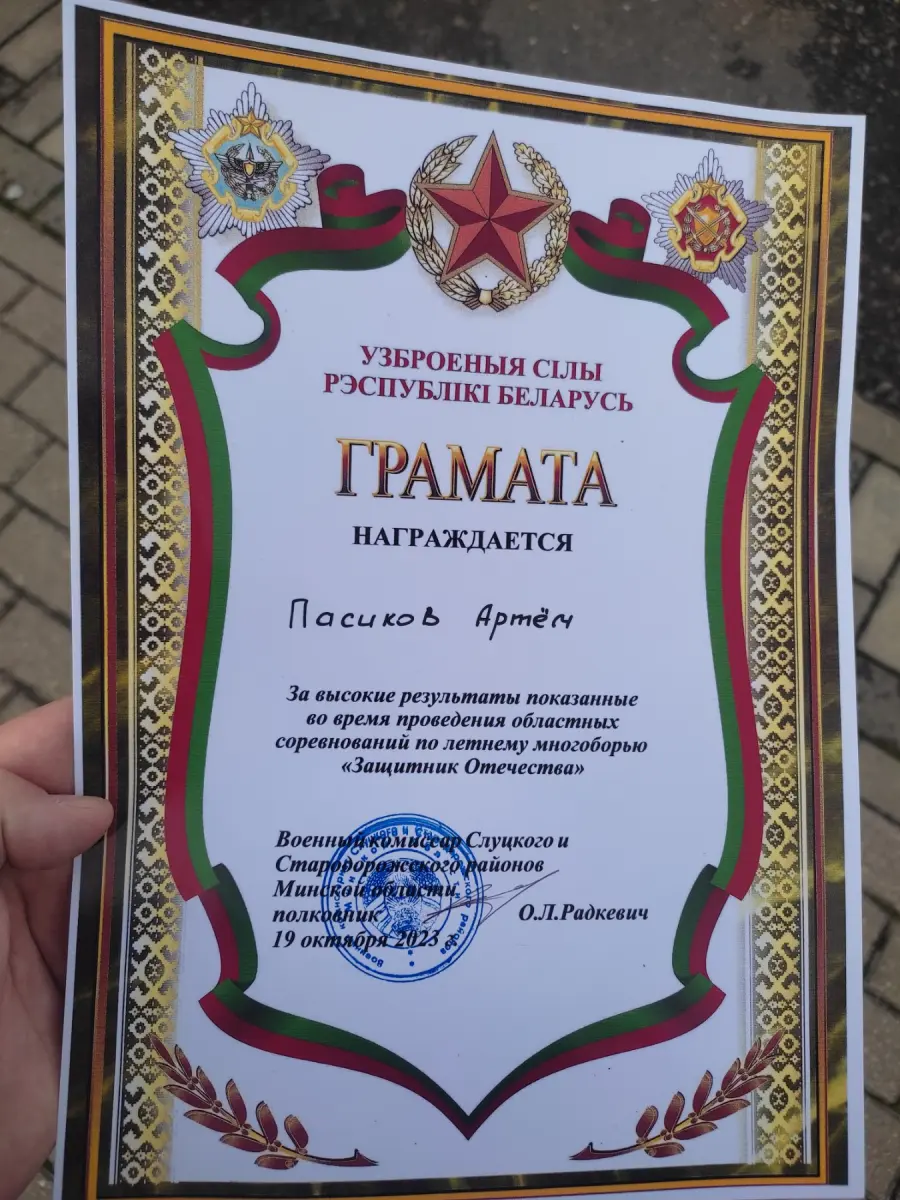 УЗБРОЕНЫЯ СІЛЫ
РЭСПУБЛІКІ БЕЛАРУСЬ
ГРАМАТА
НАГРАЖДАЕТСЯ
Пасиков Артём
За высокие результаты показанные
во время проведения областных
соревнований по летнему многоборью
«Защитник Отечества»
Военный комиссар Слуцкого и
Стародорожского районов
Минской области
полковник О.Л.Радкевич
19 октября 2023 г